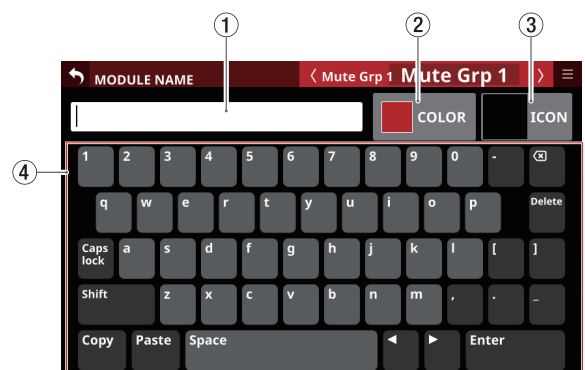 ① ② ③
MODULE NAME 〈 Mute Grp 1 Mute Grp 1 〉 ≡
COLOR ICON
④
1 2 3 4 5 6 7 8 9 0 - ⌫
q w e r t y u i o p Delete
Caps lock a s d f g h j k l [ ]
Shift z x c v b n m , . _
Copy Paste Space ◀ ▶ Enter